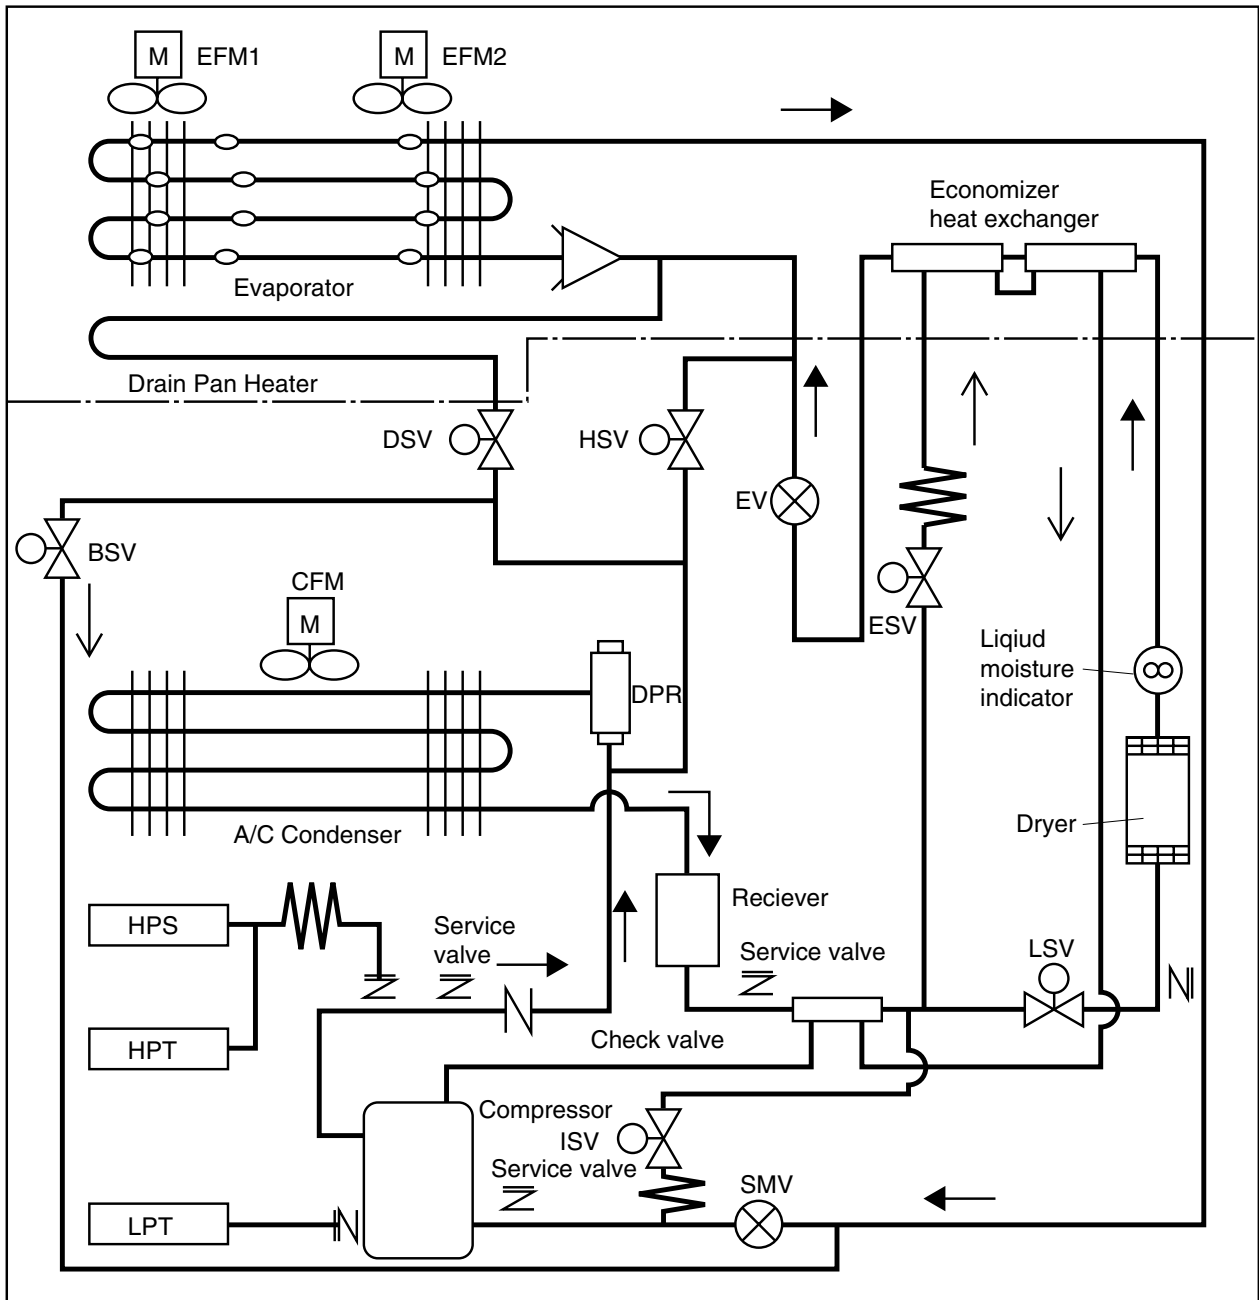 M EFM1
M EFM2
Economizer
heat exchanger
Evaporator
Drain Pan Heater
DSV
HSV
EV
BSV
CFM
M
ESV
Liqiud
moisture
indicator
DPR
Dryer
A/C Condenser
HPS
Service
valve
Reciever
Service valve
LSV
HPT
Check valve
Compressor
ISV
Service valve
SMV
LPT